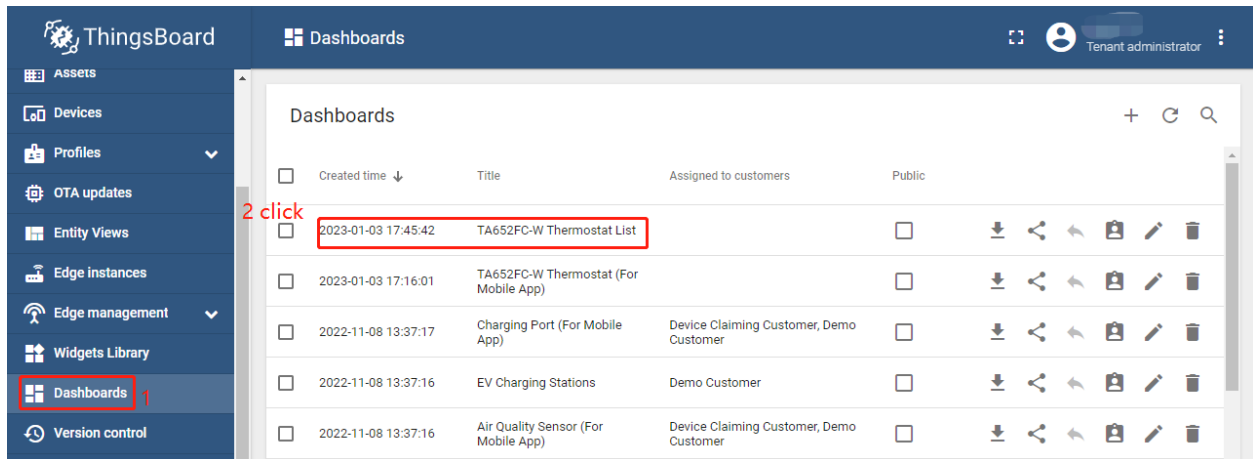 ThingsBoard
Dashboards
Tenant administrator
Assets
Devices
Profiles
OTA updates
Entity Views
Edge instances
Edge management
Widgets Library
Dashboards 1
Version control
Dashboards
Created time Title Assigned to customers Public
2 click
2023-01-03 17:45:42 TA652FC-W Thermostat List
2023-01-03 17:16:01 TA652FC-W Thermostat (For
Mobile App)
2022-11-08 13:37:17 Charging Port (For Mobile Device Claiming Customer, Demo
App) Customer
2022-11-08 13:37:16 EV Charging Stations Demo Customer
2022-11-08 13:37:16 Air Quality Sensor (For Device Claiming Customer, Demo
Mobile App) Customer